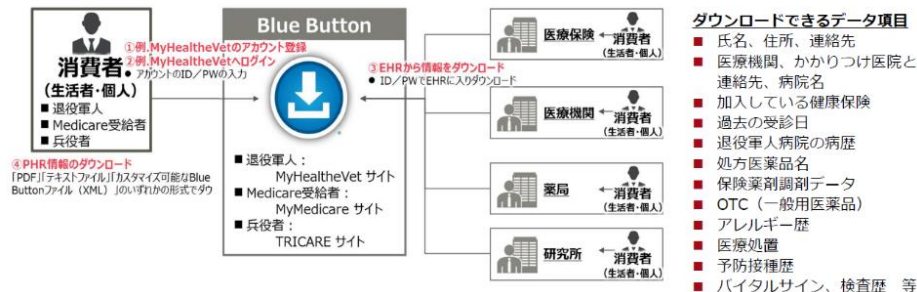 Blue Button
消費者
(生活者・個人)
■ 退役軍人
■ Medicare受給者
■ 兵役者
①例.MyHealtheVetのアカウント登録
②例.MyHealtheVetへログイン
● アカウントのID／PWの入力
③EHRから情報をダウンロード
● ID／PWでEHRに入りダウンロード
④PHR情報のダウンロード
「PDF」「テキストファイル」「カスタマイズ可能なBlue
Buttonファイル（XML）」のいずれかの形式でダウ
■ 退役軍人：
MyHealtheVet サイト
■ Medicare受給者：
MyMedicare サイト
■ 兵役者：
TRICARE サイト
医療保険
消費者
(生活者・個人)
医療機関
消費者
(生活者・個人)
薬局
消費者
(生活者・個人)
研究所
消費者
(生活者・個人)
ダウンロードできるデータ項目
■ 氏名、住所、連絡先
■ 医療機関、かかりつけ医院と
連絡先、病院名
■ 加入している健康保険
■ 過去の受診日
■ 退役軍人病院の病歴
■ 処方医薬品名
■ 保険薬剤調剤データ
■ OTC（一般用医薬品）
■ アレルギー歴
■ 医療処置
■ 予防接種歴
■ バイタルサイン、検査歴　等